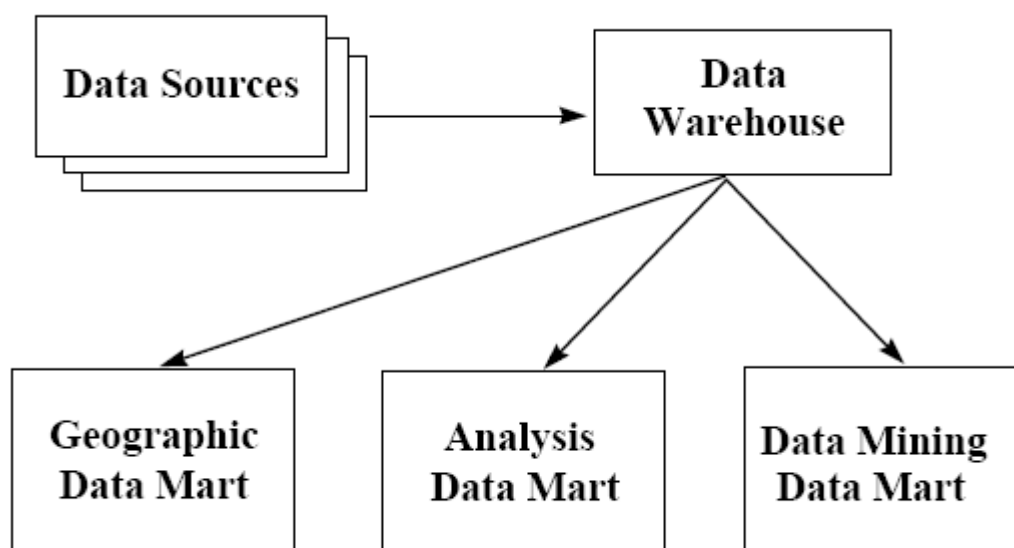 Data Sources
Data
Warehouse
Geographic
Data Mart
Analysis
Data Mart
Data Mining
Data Mart